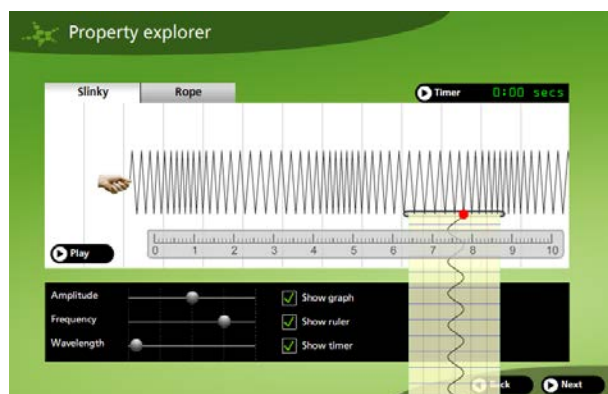 Property explorer
Slinky Rope Timer 0:00 secs
Play 0 1 2 3 4 5 6 7 8 9 10
Amplitude Show graph
Frequency Show ruler
Wavelength Show timer
Back Next